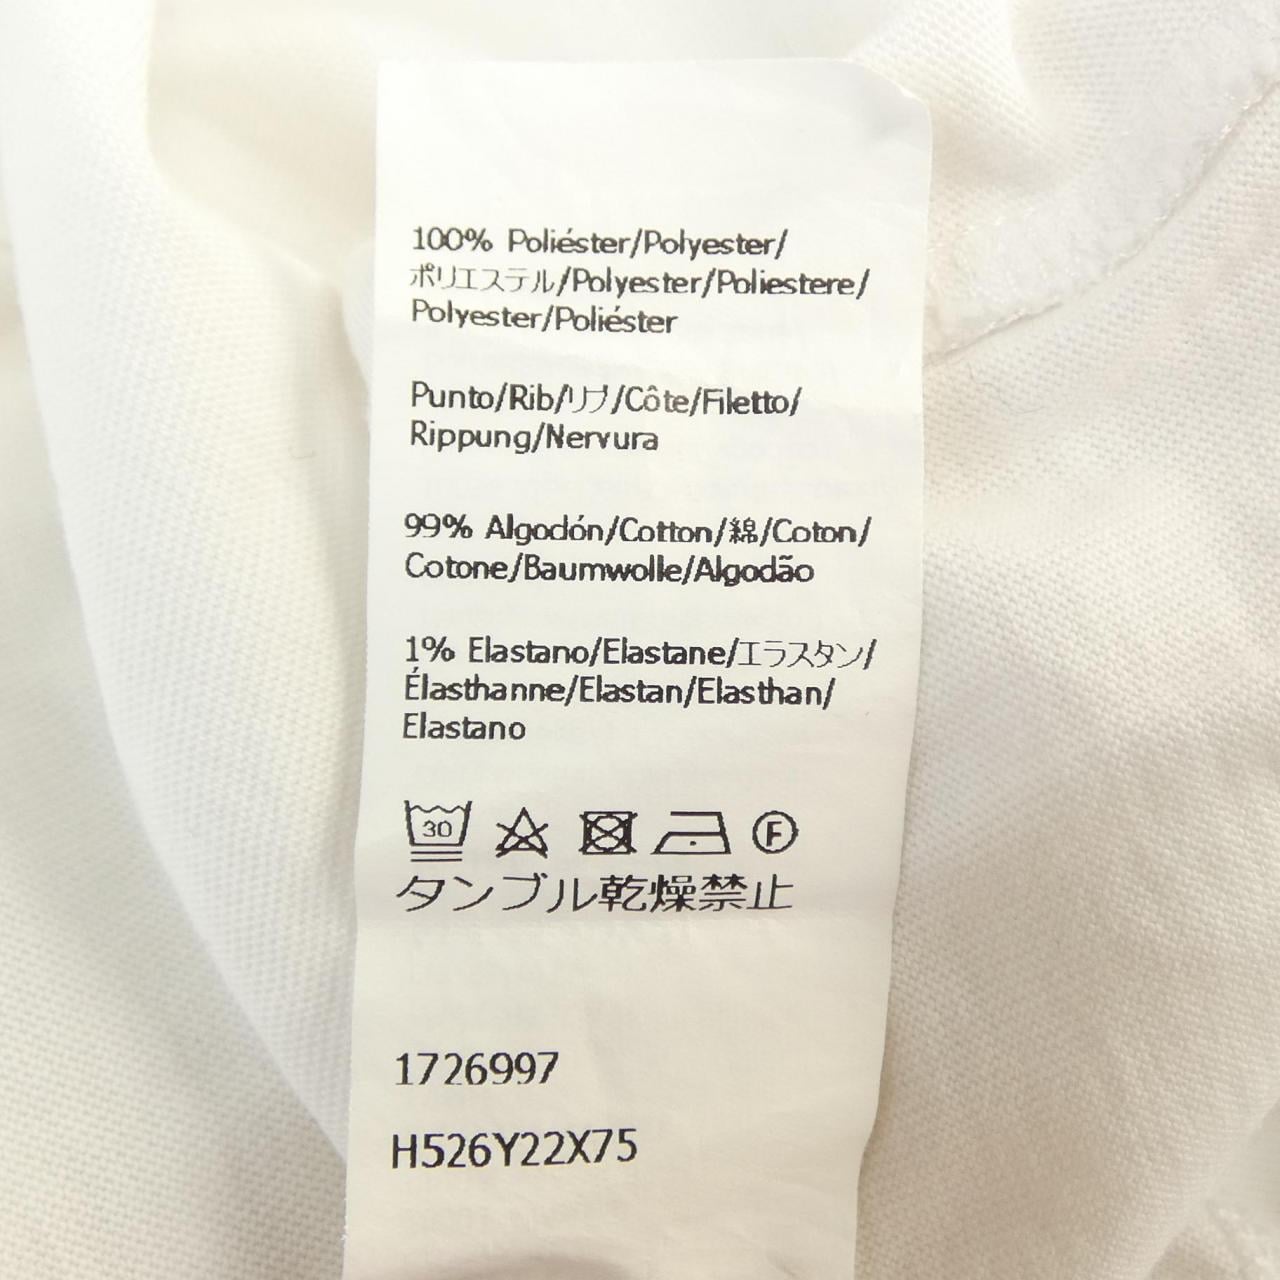 100% Poliéster/Polyester/
ポリエステル/Polyester/Poliestere/
Polyester/Poliéster
Punto/Rib/リブ/Côte/Filetto/
Rippung/Nervura
99% Algodón/Cotton/綿/Coton/
Cotone/Baumwolle/Algodão
1% Elastano/Elastane/エラスタン/
Élasthanne/Elastan/Elasthan/
Elastano
30 F
タンブル乾燥禁止
1726997
H526Y22X75